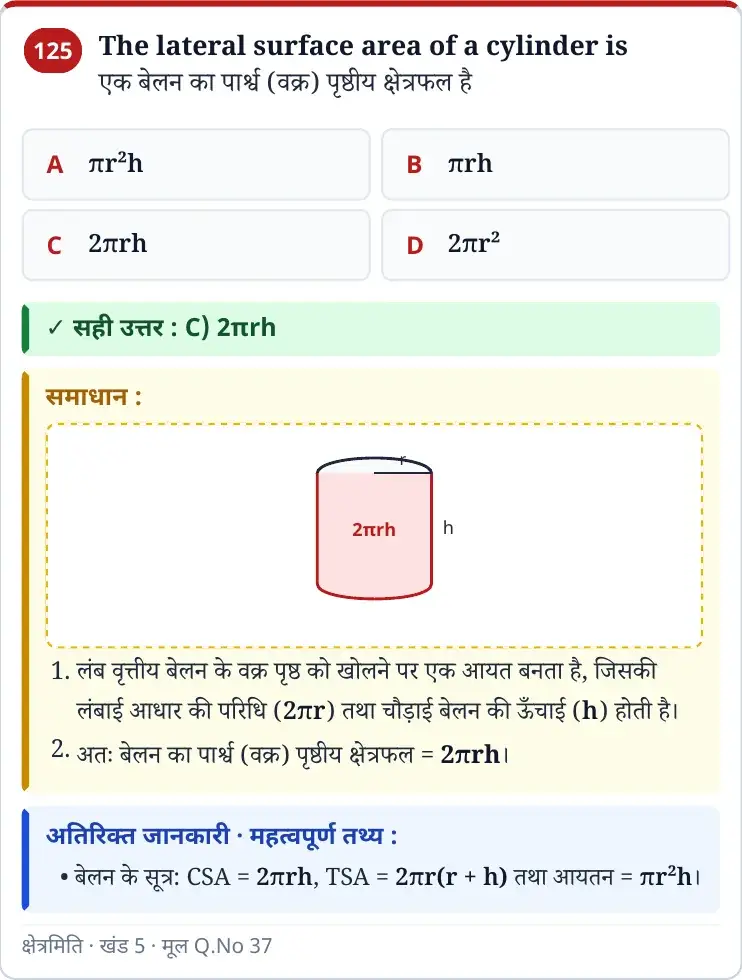 125 The lateral surface area of a cylinder is
एक बेलन का पार्श्व (वक्र) पृष्ठीय क्षेत्रफल है
A πr²h
B πrh
C 2πrh
D 2πr²
✓ सही उत्तर : C) 2πrh
समाधान :
r
2πrh
h
1. लंब वृत्तीय बेलन के वक्र पृष्ठ को खोलने पर एक आयत बनता है, जिसकी
लंबाई आधार की परिधि (2πr) तथा चौड़ाई बेलन की ऊँचाई (h) होती है।
2. अतः बेलन का पार्श्व (वक्र) पृष्ठीय क्षेत्रफल = 2πrh।
अतिरिक्त जानकारी · महत्वपूर्ण तथ्य :
• बेलन के सूत्र: CSA = 2πrh, TSA = 2πr(r + h) तथा आयतन = πr²h।
क्षेत्रमिति · खंड 5 · मूल Q.No 37